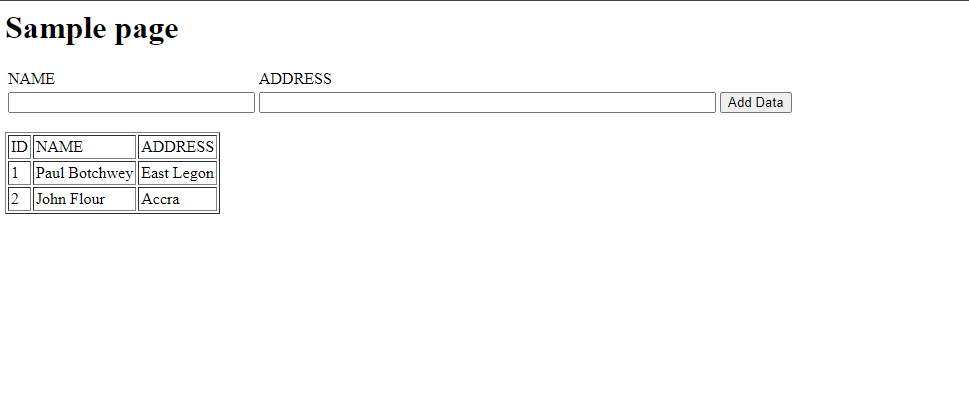 Sample page
NAME ADDRESS
Add Data
ID NAME ADDRESS
1 Paul Botchwey East Legon
2 John Flour Accra